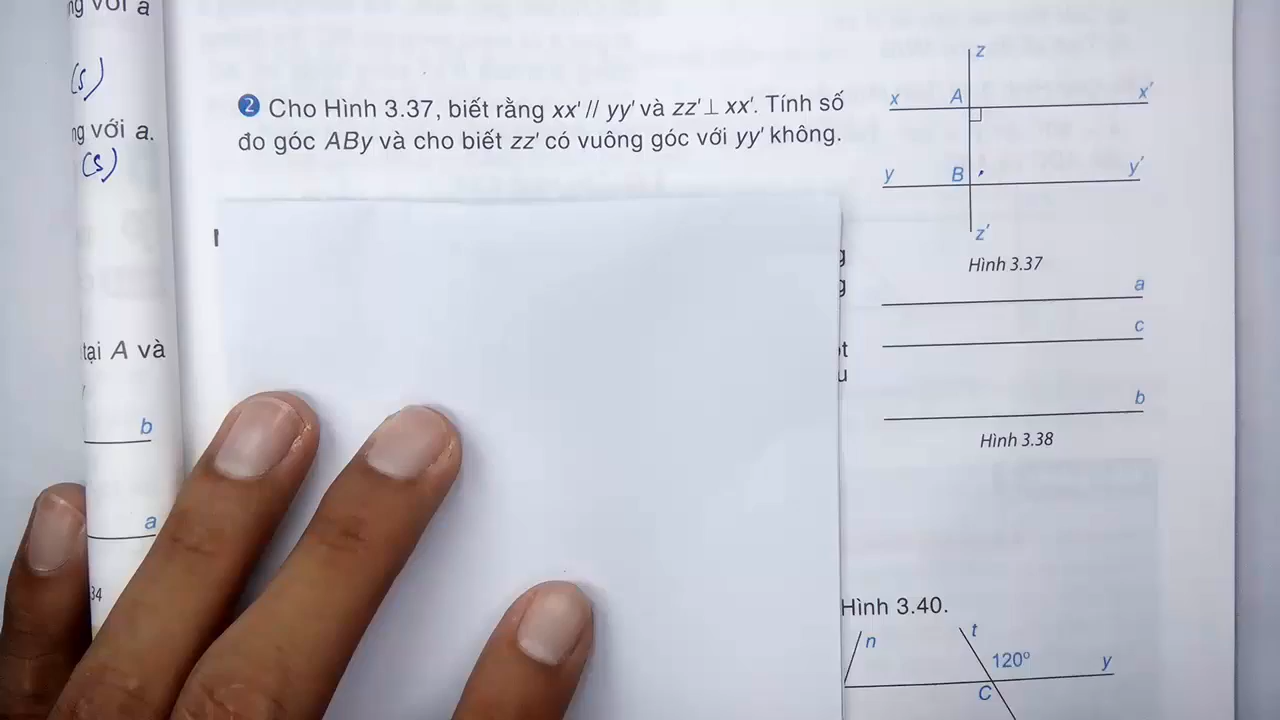 ng với a
(s)
ng với a.
(s)
tại A và
b
a
34
2 Cho Hình 3.37, biết rằng xx' // yy' và zz' ⊥ xx'. Tính số
đo góc ABy và cho biết zz' có vuông góc với yy' không.
z
x A x'
y B y'
z'
Hình 3.37
a
c
b
Hình 3.38
Hình 3.40.
n t
120°
y
C